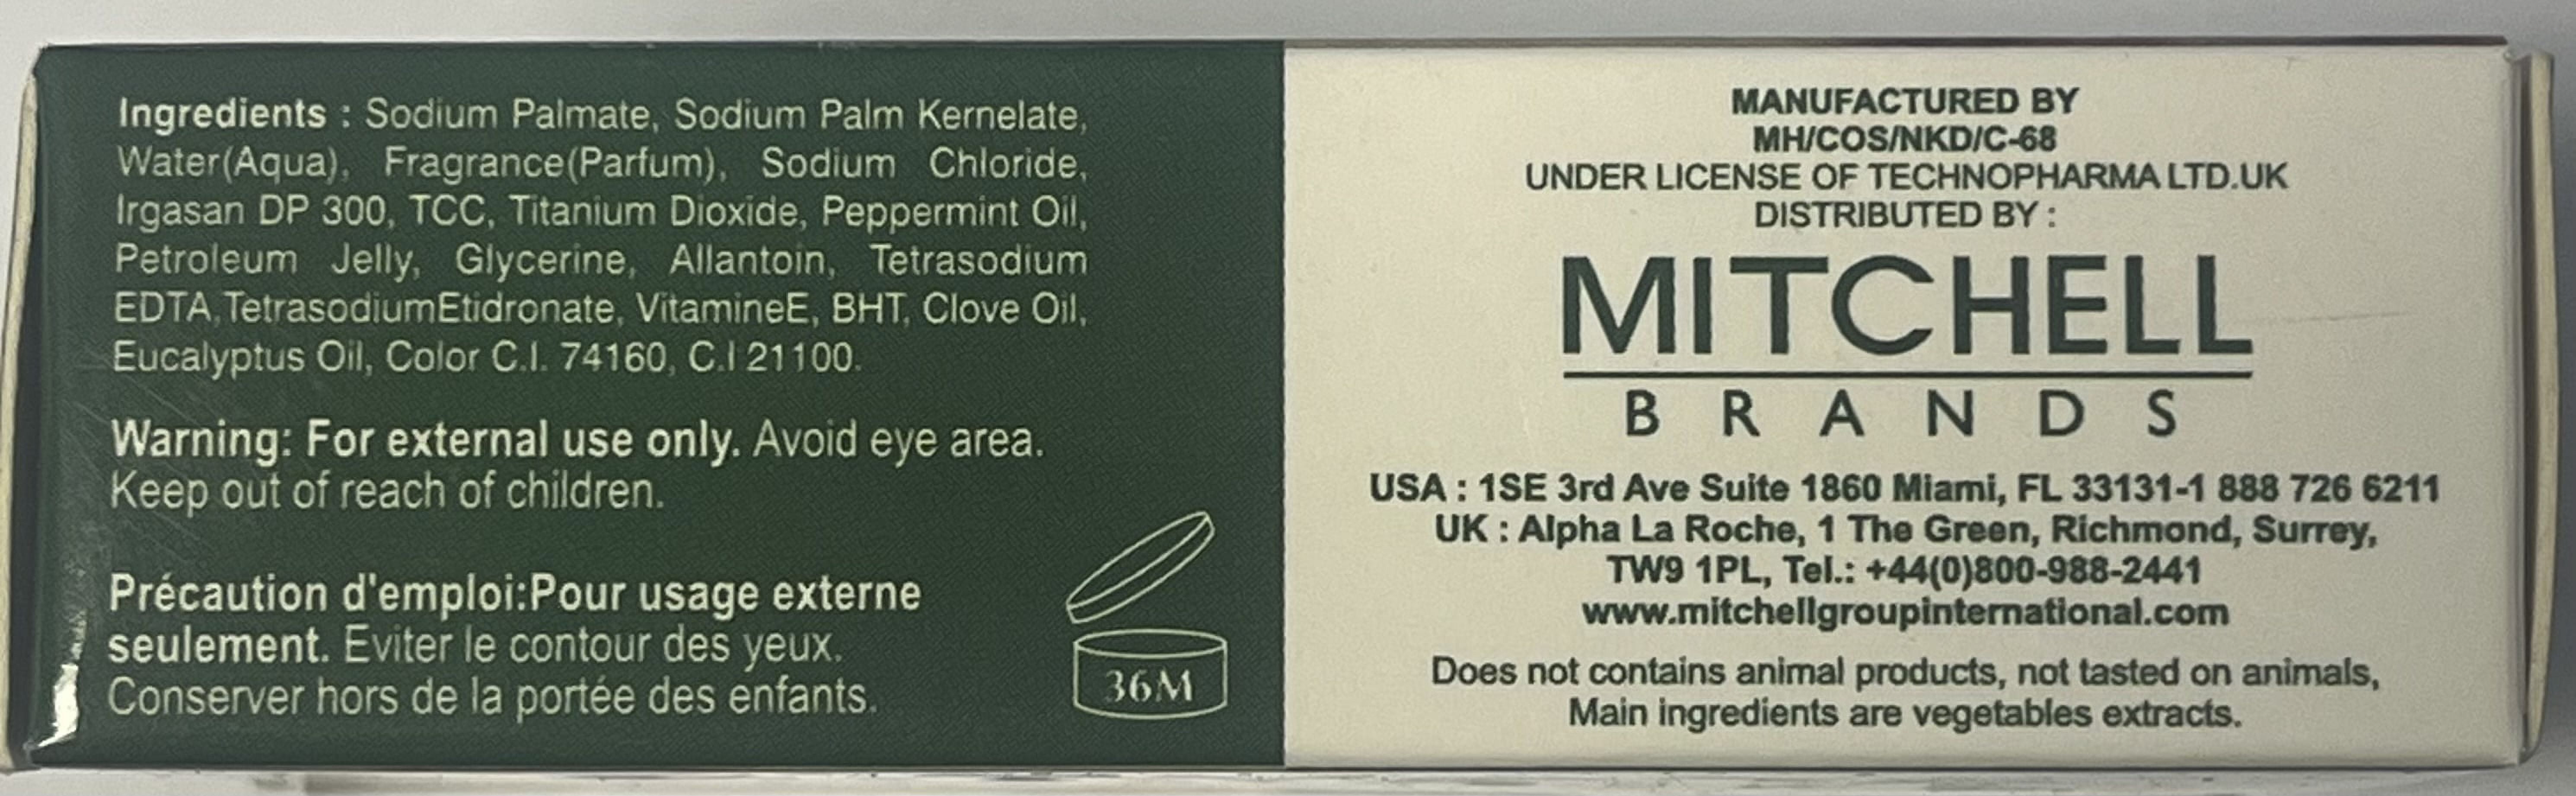 Ingredients : Sodium Palmate, Sodium Palm Kernelate,
Water(Aqua), Fragrance(Parfum), Sodium Chloride,
Irgasan DP 300, TCC, Titanium Dioxide, Peppermint Oil,
Petroleum Jelly, Glycerine, Allantoin, Tetrasodium
EDTA,TetrasodiumEtidronate, VitamineE, BHT, Clove Oil,
Eucalyptus Oil, Color C.I. 74160, C.I 21100.
Warning: For external use only. Avoid eye area.
Keep out of reach of children.
Précaution d'emploi:Pour usage externe
seulement. Eviter le contour des yeux.
Conserver hors de la portée des enfants.
36M
MANUFACTURED BY
MH/COS/NKD/C-68
UNDER LICENSE OF TECHNOPHARMA LTD.UK
DISTRIBUTED BY :
MITCHELL
BRANDS
USA : 1SE 3rd Ave Suite 1860 Miami, FL 33131-1 888 726 6211
UK : Alpha La Roche, 1 The Green, Richmond, Surrey,
TW9 1PL, Tel.: +44(0)800-988-2441
www.mitchellgroupinternational.com
Does not contains animal products, not tasted on animals,
Main ingredients are vegetables extracts.